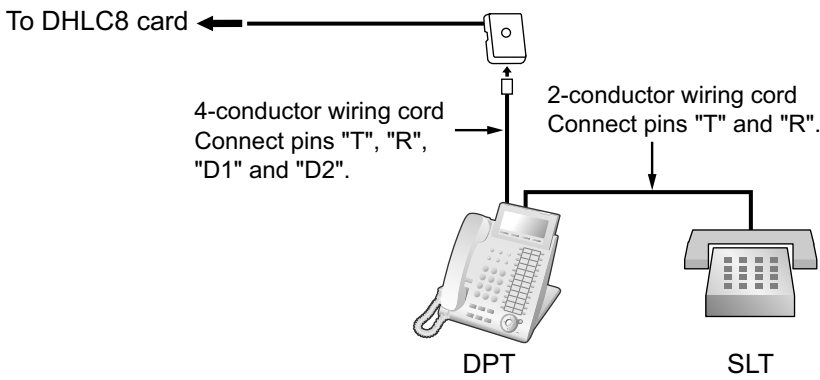 To DHLC8 card
4-conductor wiring cord
Connect pins "T", "R",
"D1" and "D2".
2-conductor wiring cord
Connect pins "T" and "R".
DPT
SLT